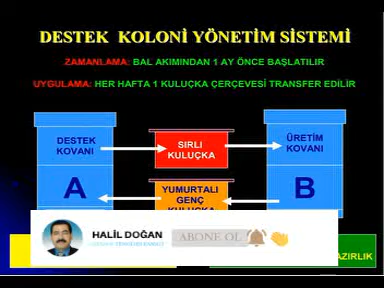 DESTEK KOLONİ YÖNETİM SİSTEMİ
ZAMANLAMA: BAL AKIMINDAN 1 AY ÖNCE BAŞLATILIR
UYGULAMA: HER HAFTA 1 KULUÇKA ÇERÇEVESİ TRANSFER EDİLİR
DESTEK
KOVANI
A
SIRLI
KULUÇKA
YUMURTALI
GENÇ
KULUÇKA
ÜRETİM
KOVANI
B
HALİL DOĞAN
ABONE OL